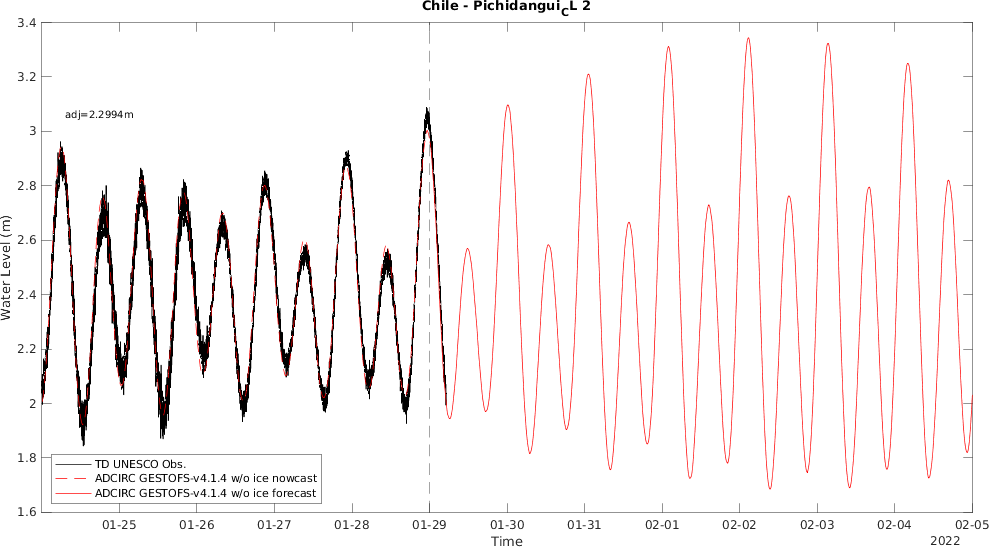 Chile - Pichidangui_CL 2
3.4
3.2
3
2.8
2.6
2.4
2.2
2
1.8
1.6
Water Level (m)
adj=2.2994m
TD UNESCO Obs.
ADCIRC GESTOFS-v4.1.4 w/o ice nowcast
ADCIRC GESTOFS-v4.1.4 w/o ice forecast
01-25 01-26 01-27 01-28 01-29 01-30 01-31 02-01 02-02 02-03 02-04 02-05
Time
2022